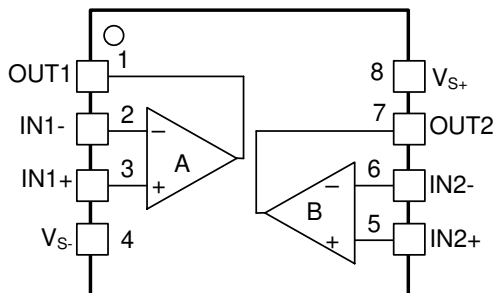 OUT1
1
IN1-
2
IN1+
3
VS-
4
−
+
A
8
VS+
7
OUT2
6
IN2-
5
IN2+
−
+
B